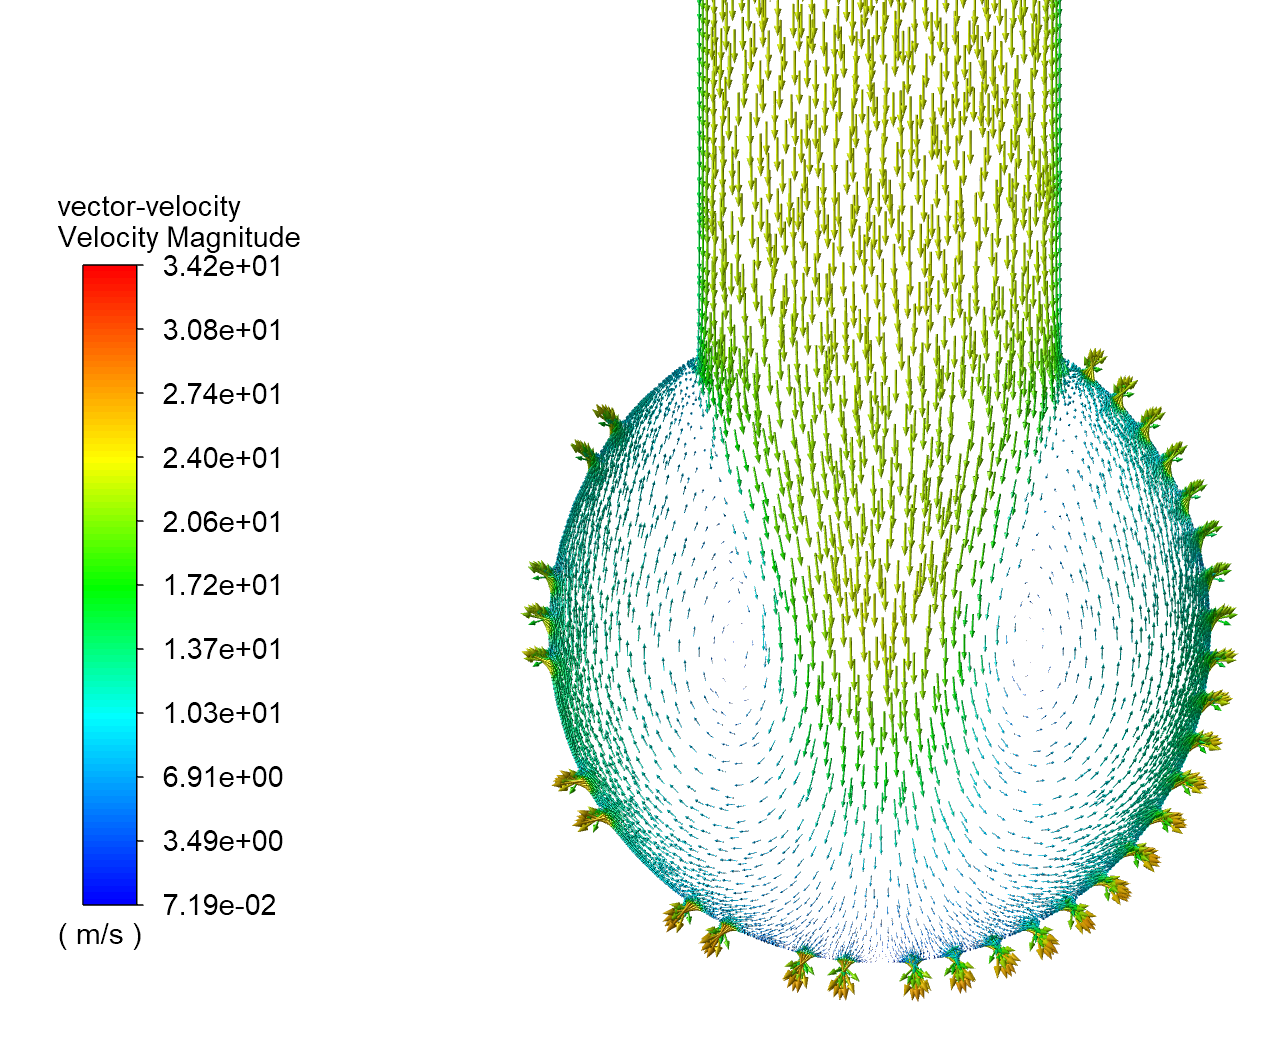 vector-velocity
Velocity Magnitude
3.42e+01
3.08e+01
2.74e+01
2.40e+01
2.06e+01
1.72e+01
1.37e+01
1.03e+01
6.91e+00
3.49e+00
7.19e-02
( m/s )